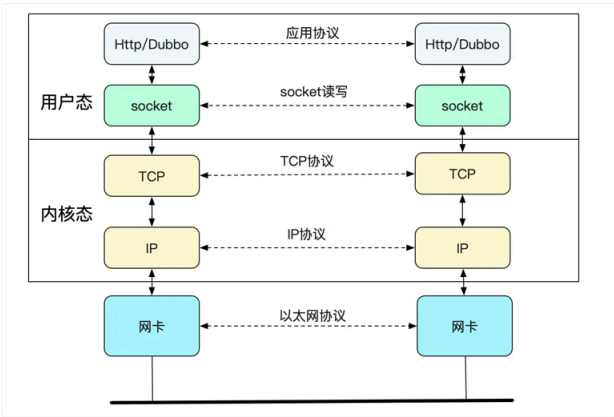 Http/Dubbo
应用协议
Http/Dubbo
用户态
socket
socket读写
socket
内核态
TCP
TCP协议
TCP
IP
IP协议
IP
网卡
以太网协议
网卡